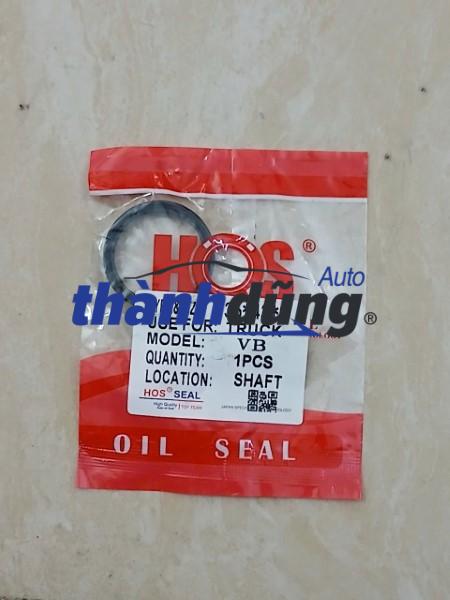 HOS®
Auto
thànhdũng®
USE FOR: TRUCK
MODEL: VB
QUANTITY: 1PCS
LOCATION: SHAFT
HOS® SEAL
High Quality
TOP TEAM
OIL SEAL